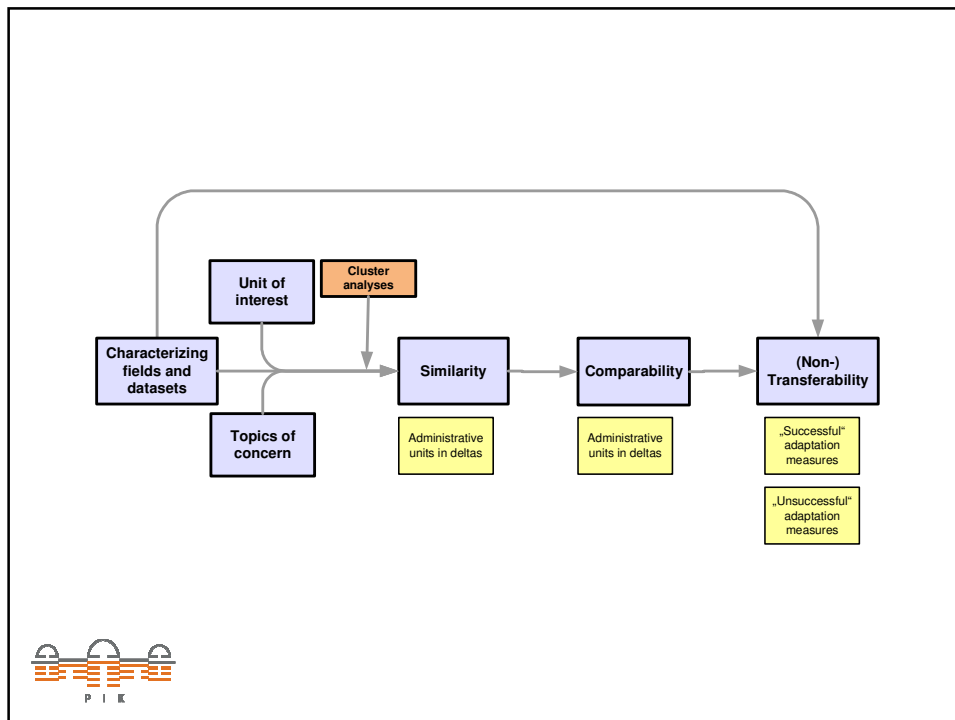 Unit of
interest
Cluster
analyses
Characterizing
fields and
datasets
Topics of
concern
Similarity
Comparability
(Non-)
Transferability
Administrative
units in deltas
Administrative
units in deltas
„Successful“
adaptation
measures
„Unsuccessful“
adaptation
measures
P I K